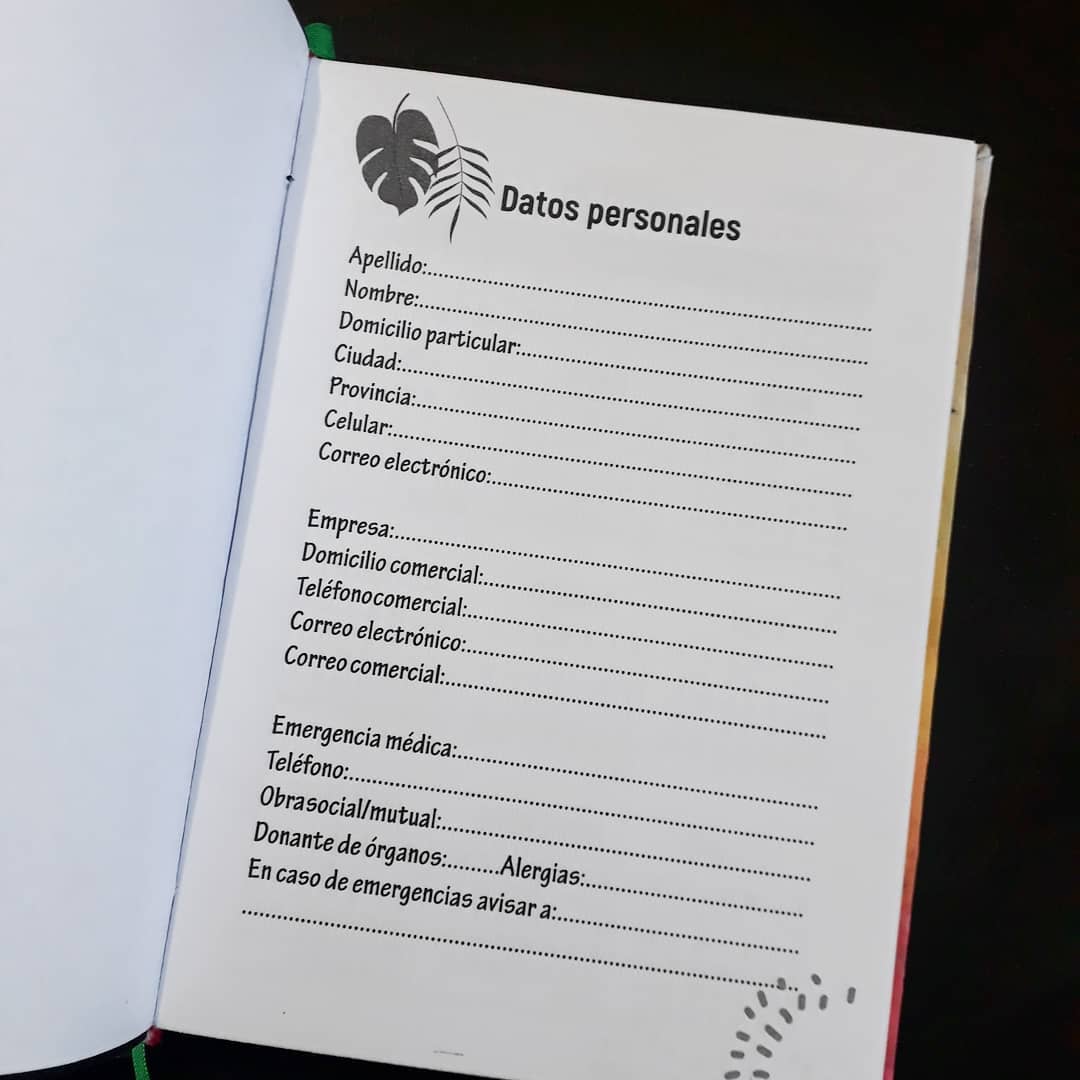 Datos personales
Apellido:
Nombre:
Domicilio particular:
Ciudad:
Provincia:
Celular:
Correo electrónico:
Empresa:
Domicilio comercial:
Teléfonocomercial:
Correo electrónico:
Correo comercial:
Emergencia médica:
Teléfono:
Obrasocial/mutual:
Donante de órganos:.........Alergias:
En caso de emergencias avisar a: